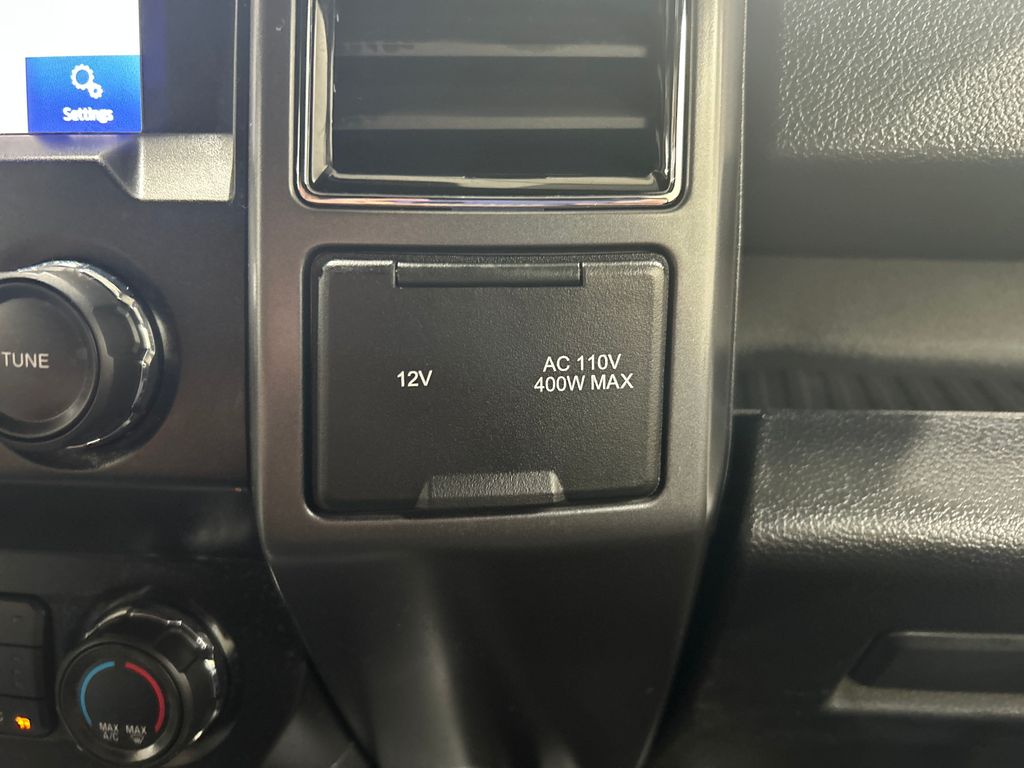 Settings
TUNE
12V
AC 110V
400W MAX
MAX
A/C
MAX